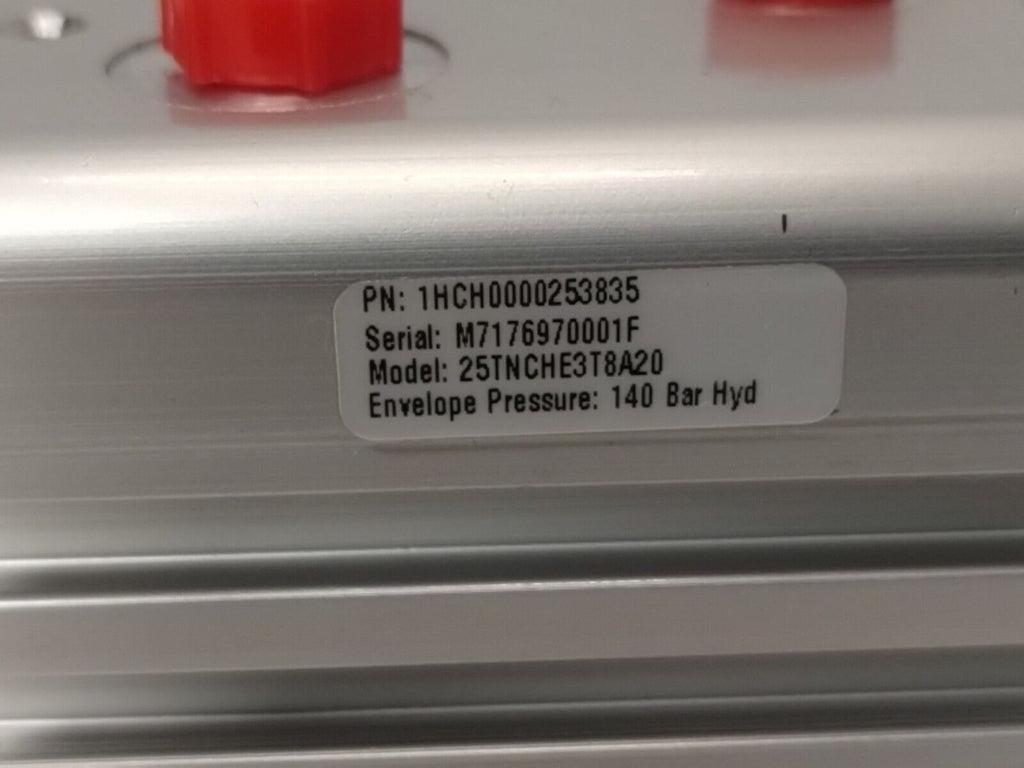 PN: 1HCH0000253835
Serial: M7176970001F
Model: 25TNCHE3T8A20
Envelope Pressure: 140 Bar Hyd